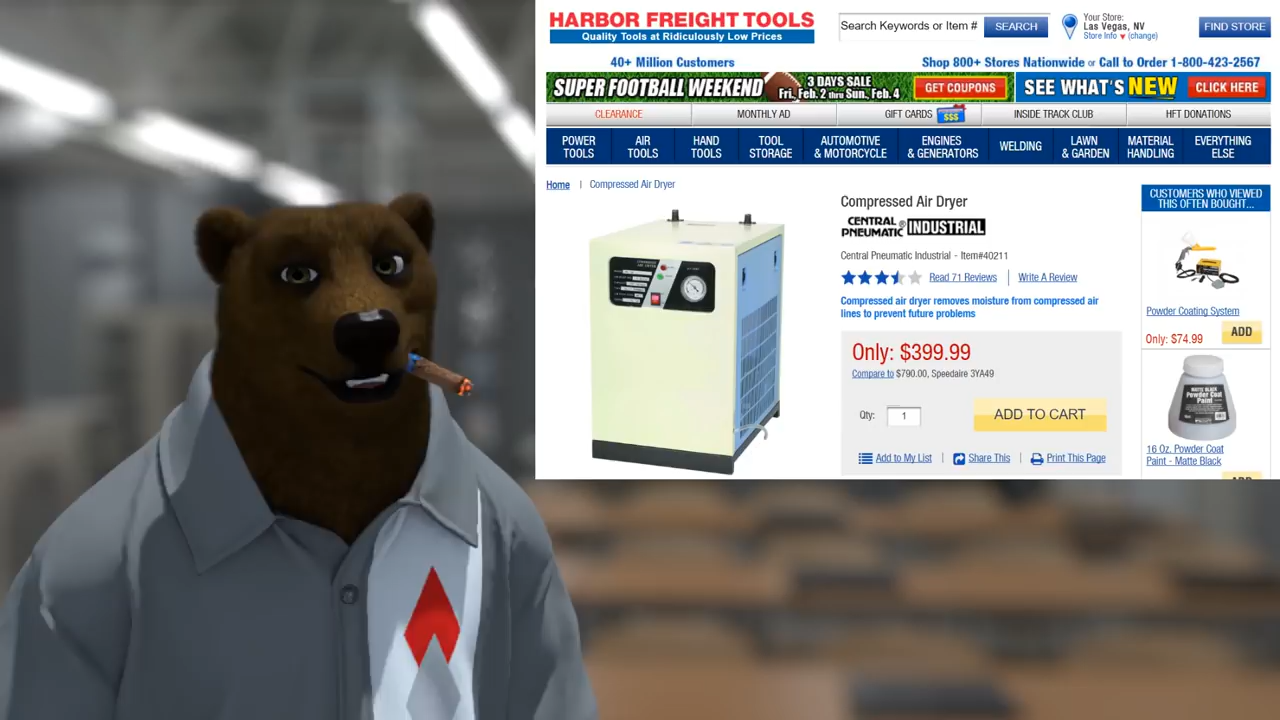 HARBOR FREIGHT TOOLS
Quality Tools at Ridiculously Low Prices
Search Keywords or Item #
SEARCH
Your Store:
Las Vegas, NV
Store Info (change)
FIND STORE
40+ Million Customers
Shop 800+ Stores Nationwide or Call to Order 1-800-423-2567
SUPER FOOTBALL WEEKEND
3 DAYS SALE
Fri., Feb. 2 thru Sun., Feb. 4
GET COUPONS
SEE WHAT'S NEW
CLICK HERE
CLEARANCE
MONTHLY AD
GIFT CARDS
$$$
INSIDE TRACK CLUB
HFT DONATIONS
POWER
TOOLS
AIR
TOOLS
HAND
TOOLS
TOOL
STORAGE
AUTOMOTIVE
& MOTORCYCLE
ENGINES
& GENERATORS
WELDING
LAWN
& GARDEN
MATERIAL
HANDLING
EVERYTHING
ELSE
Home | Compressed Air Dryer
Compressed Air Dryer
CENTRAL
PNEUMATIC® INDUSTRIAL
Central Pneumatic Industrial - Item#40211
Read 71 Reviews | Write A Review
Compressed air dryer removes moisture from compressed air
lines to prevent future problems
Only: $399.99
Compare to $790.00, Speedaire 3YA49
Qty: 1
ADD TO CART
Add to My List | Share This | Print This Page
CUSTOMERS WHO VIEWED
THIS OFTEN BOUGHT...
Powder Coating System
Only: $74.99
ADD
MATTE BLACK
Powder Coat
Paint
16 Oz. Powder Coat
Paint - Matte Black